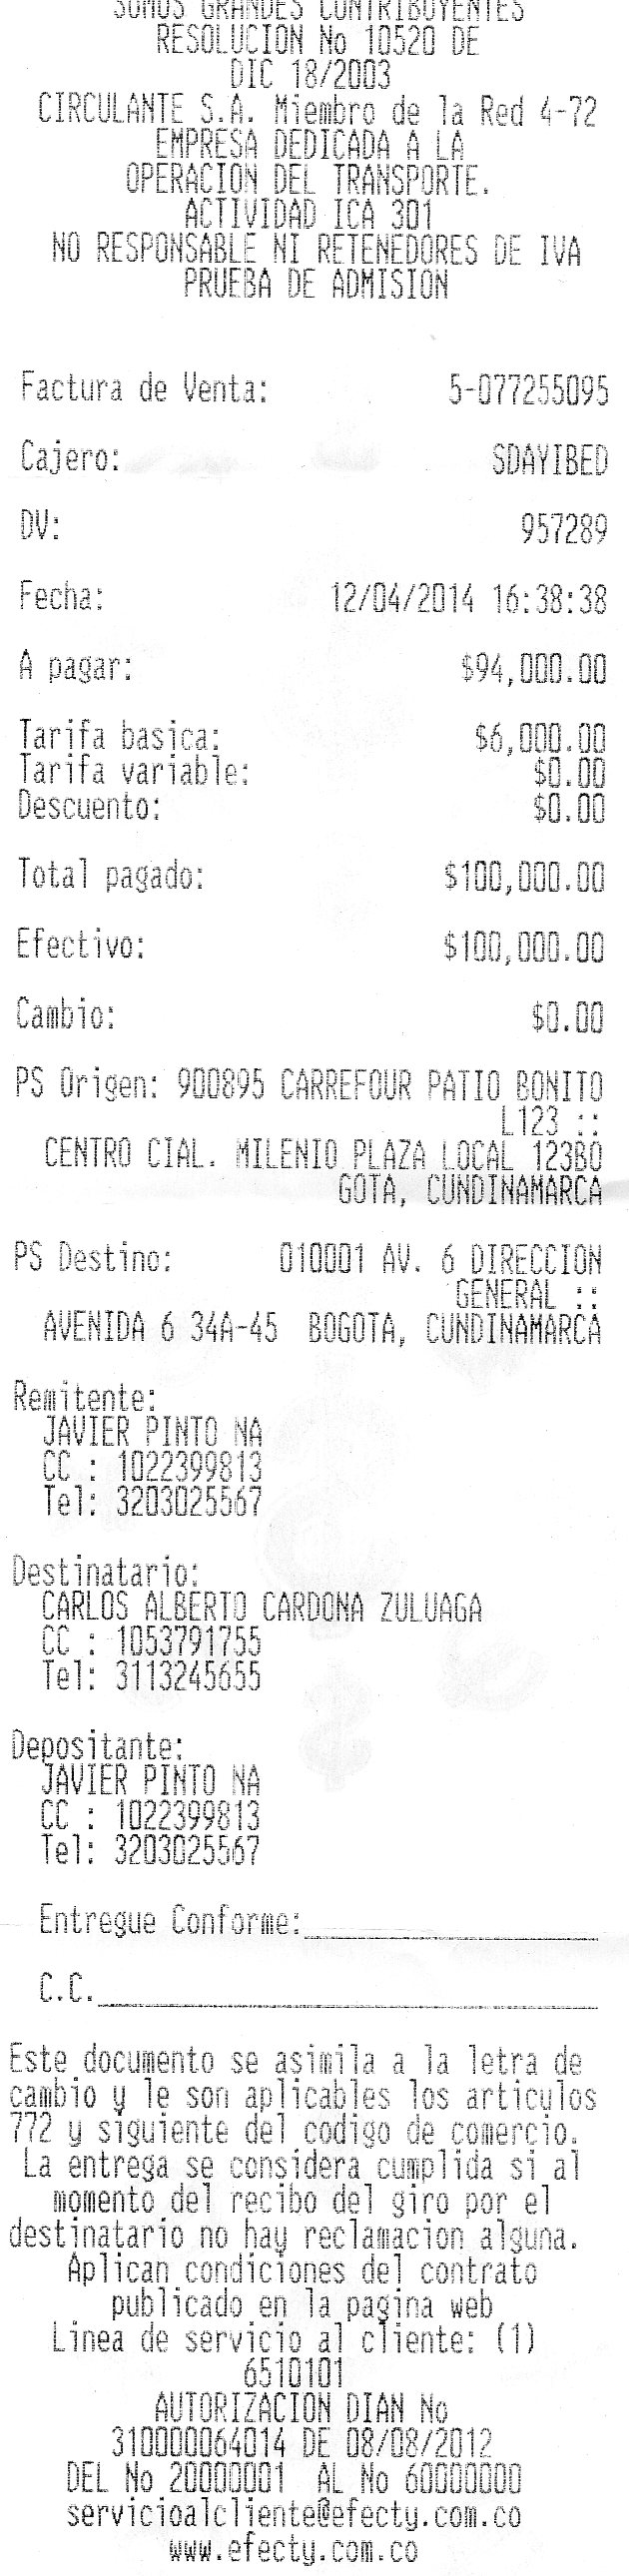 SOMOS GRANDES CONTRIBUYENTES
RESOLUCION No 10520 DE
DIC 18/2003
CIRCULANTE S.A. Miembro de la Red 4-72
EMPRESA DEDICADA A LA
OPERACION DEL TRANSPORTE.
ACTIVIDAD ICA 301
NO RESPONSABLE NI RETENEDORES DE IVA
PRUEBA DE ADMISION
Factura de Venta: 5-077255095
Cajero: SDAYIBED
DV: 957289
Fecha: 12/04/2014 16:38:38
A pagar: $94,000.00
Tarifa basica: $6,000.00
Tarifa variable: $0.00
Descuento: $0.00
Total pagado: $100,000.00
Efectivo: $100,000.00
Cambio: $0.00
PS Origen: 900895 CARREFOUR PATIO BONITO
L123 ::
CENTRO CIAL. MILENIO PLAZA LOCAL 123BO
GOTA, CUNDINAMARCA
PS Destino: 010001 AV. 6 DIRECCION
GENERAL ::
AVENIDA 6 34A-45 BOGOTA, CUNDINAMARCA
Remitente:
JAVIER PINTO NA
CC : 1022399813
Tel: 3203025567
Destinatario:
CARLOS ALBERTO CARDONA ZULUAGA
CC : 1053791755
Tel: 3113245655
Depositante:
JAVIER PINTO NA
CC : 1022399813
Tel: 3203025567
Entregue Conforme:____________________
C.C.__________________________________
Este documento se asimila a la letra de
cambio y le son aplicables los articulos
772 y siguiente del codigo de comercio.
La entrega se considera cumplida si al
momento del recibo del giro por el
destinatario no hay reclamacion alguna.
Aplican condiciones del contrato
publicado en la pagina web
Linea de servicio al cliente: (1)
6510101
AUTORIZACION DIAN No
310000064014 DE 08/08/2012
DEL No 20000001 AL No 60000000
servicioalcliente@efecty.com.co
www.efecty.com.co